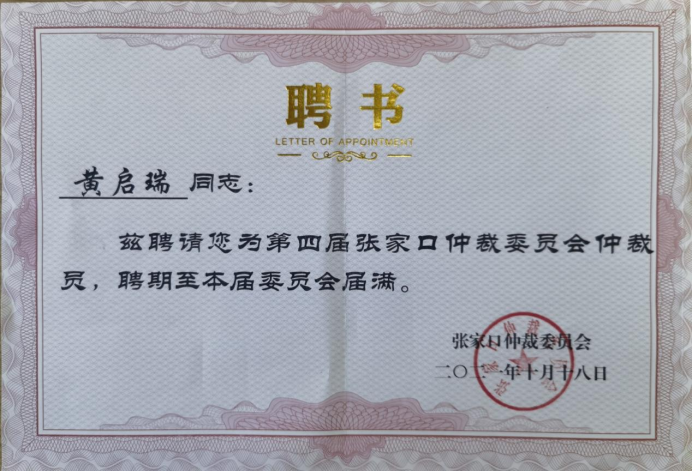 聘书
LETTER OF APPOINTMENT
黄启瑞 同志：
兹聘请您为第四届张家口仲裁委员会仲裁
员，聘期至本届委员会届满。
张家口仲裁委员会
二〇二一年十月十八日